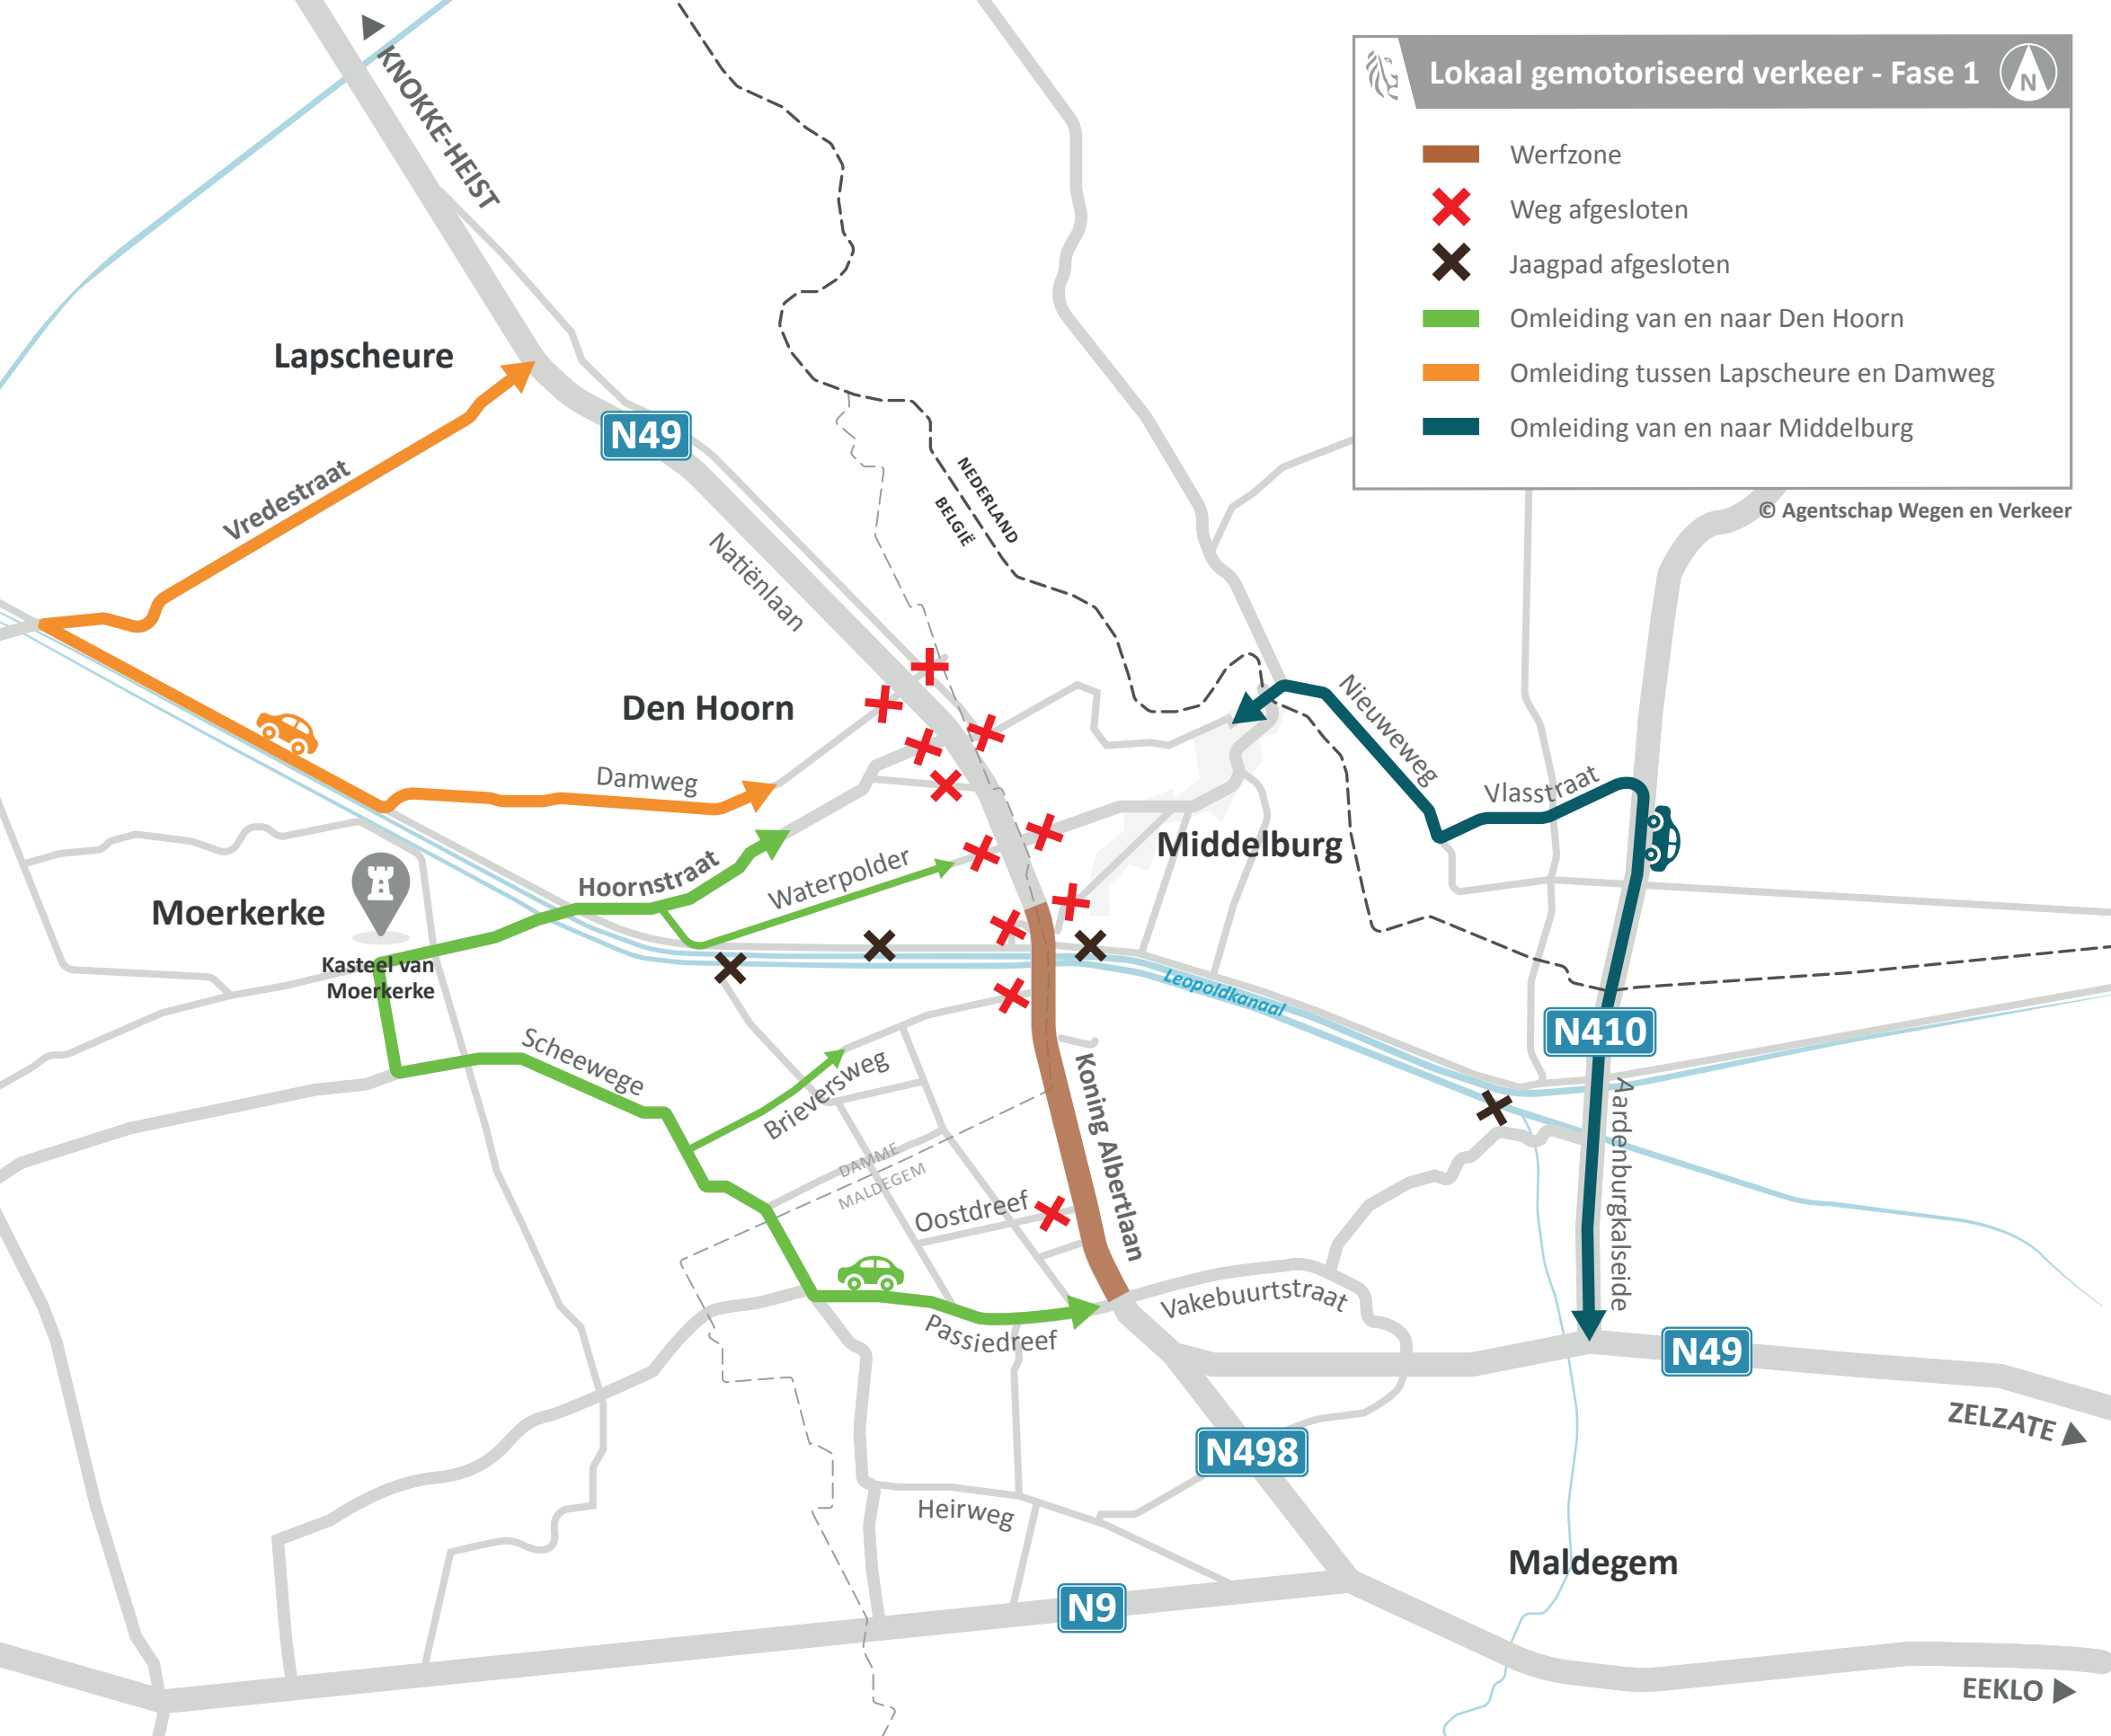 Lokaal gemotoriseerd verkeer - Fase 1
N
Werfzone
Weg afgesloten
Jaagpad afgesloten
Omleiding van en naar Den Hoorn
Omleiding tussen Lapscheure en Damweg
Omleiding van en naar Middelburg
© Agentschap Wegen en Verkeer
KNOKKE-HEIST
Lapscheure
N49
Vredestraat
Natiënlaan
NEDERLAND
BELGIË
Den Hoorn
Nieuweweg
Damweg
Vlasstraat
Middelburg
Hoornstraat
Waterpolder
Moerkerke
Kasteel van
Moerkerke
Leopoldkanaal
N410
Scheewege
Brieversweg
Koning Albertlaan
Aardenburgkalseide
DAMME
MALDEGEM
Oostdreef
Vakebuurtstraat
Passiedreef
N49
ZELZATE
N498
Heirweg
Maldegem
N9
EEKLO